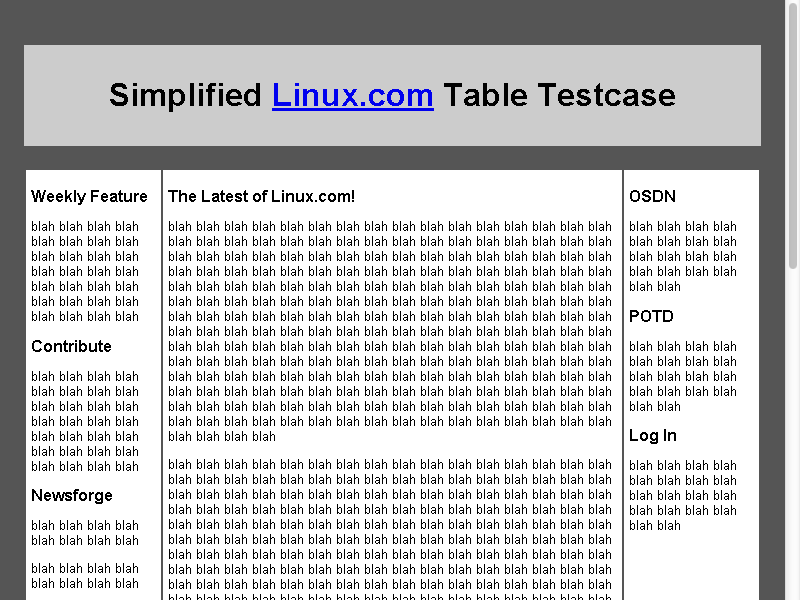 Simplified Linux.com Table Testcase
Weekly Feature
blah blah blah blah
blah blah blah blah
blah blah blah blah
blah blah blah blah
blah blah blah blah
blah blah blah blah
blah blah blah blah
Contribute
blah blah blah blah
blah blah blah blah
blah blah blah blah
blah blah blah blah
blah blah blah blah
blah blah blah blah
blah blah blah blah
Newsforge
blah blah blah blah
blah blah blah blah
blah blah blah blah
blah blah blah blah
The Latest of Linux.com!
blah blah blah blah blah blah blah blah blah blah blah blah blah blah blah blah
blah blah blah blah blah blah blah blah blah blah blah blah blah blah blah blah
blah blah blah blah blah blah blah blah blah blah blah blah blah blah blah blah
blah blah blah blah blah blah blah blah blah blah blah blah blah blah blah blah
blah blah blah blah blah blah blah blah blah blah blah blah blah blah blah blah
blah blah blah blah blah blah blah blah blah blah blah blah blah blah blah blah
blah blah blah blah blah blah blah blah blah blah blah blah blah blah blah blah
blah blah blah blah blah blah blah blah blah blah blah blah blah blah blah blah
blah blah blah blah blah blah blah blah blah blah blah blah blah blah blah blah
blah blah blah blah blah blah blah blah blah blah blah blah blah blah blah blah
blah blah blah blah blah blah blah blah blah blah blah blah blah blah blah blah
blah blah blah blah blah blah blah blah blah blah blah blah blah blah blah blah
blah blah blah blah blah blah blah blah blah blah blah blah blah blah blah blah
blah blah blah blah blah blah blah blah blah blah blah blah blah blah blah blah
blah blah blah blah
blah blah blah blah blah blah blah blah blah blah blah blah blah blah blah blah
blah blah blah blah blah blah blah blah blah blah blah blah blah blah blah blah
blah blah blah blah blah blah blah blah blah blah blah blah blah blah blah blah
blah blah blah blah blah blah blah blah blah blah blah blah blah blah blah blah
blah blah blah blah blah blah blah blah blah blah blah blah blah blah blah blah
blah blah blah blah blah blah blah blah blah blah blah blah blah blah blah blah
blah blah blah blah blah blah blah blah blah blah blah blah blah blah blah blah
blah blah blah blah blah blah blah blah blah blah blah blah blah blah blah blah
blah blah blah blah blah blah blah blah blah blah blah blah blah blah blah blah
blah blah blah blah blah blah blah blah blah blah blah blah blah blah blah blah
OSDN
blah blah blah blah
blah blah blah blah
blah blah blah blah
blah blah blah blah
blah blah
POTD
blah blah blah blah
blah blah blah blah
blah blah blah blah
blah blah blah blah
blah blah
Log In
blah blah blah blah
blah blah blah blah
blah blah blah blah
blah blah blah blah
blah blah